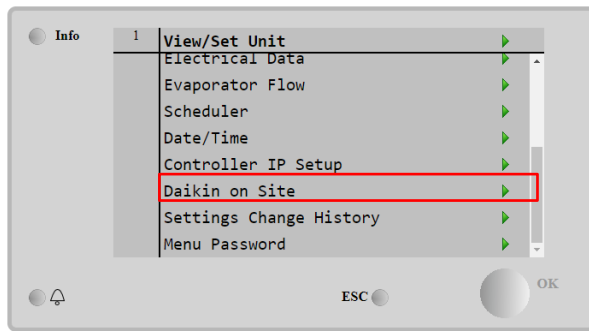 Info
1 View/Set Unit
Electrical Data
Evaporator Flow
Scheduler
Date/Time
Controller IP Setup
Daikin on Site
Settings Change History
Menu Password
ESC
OK